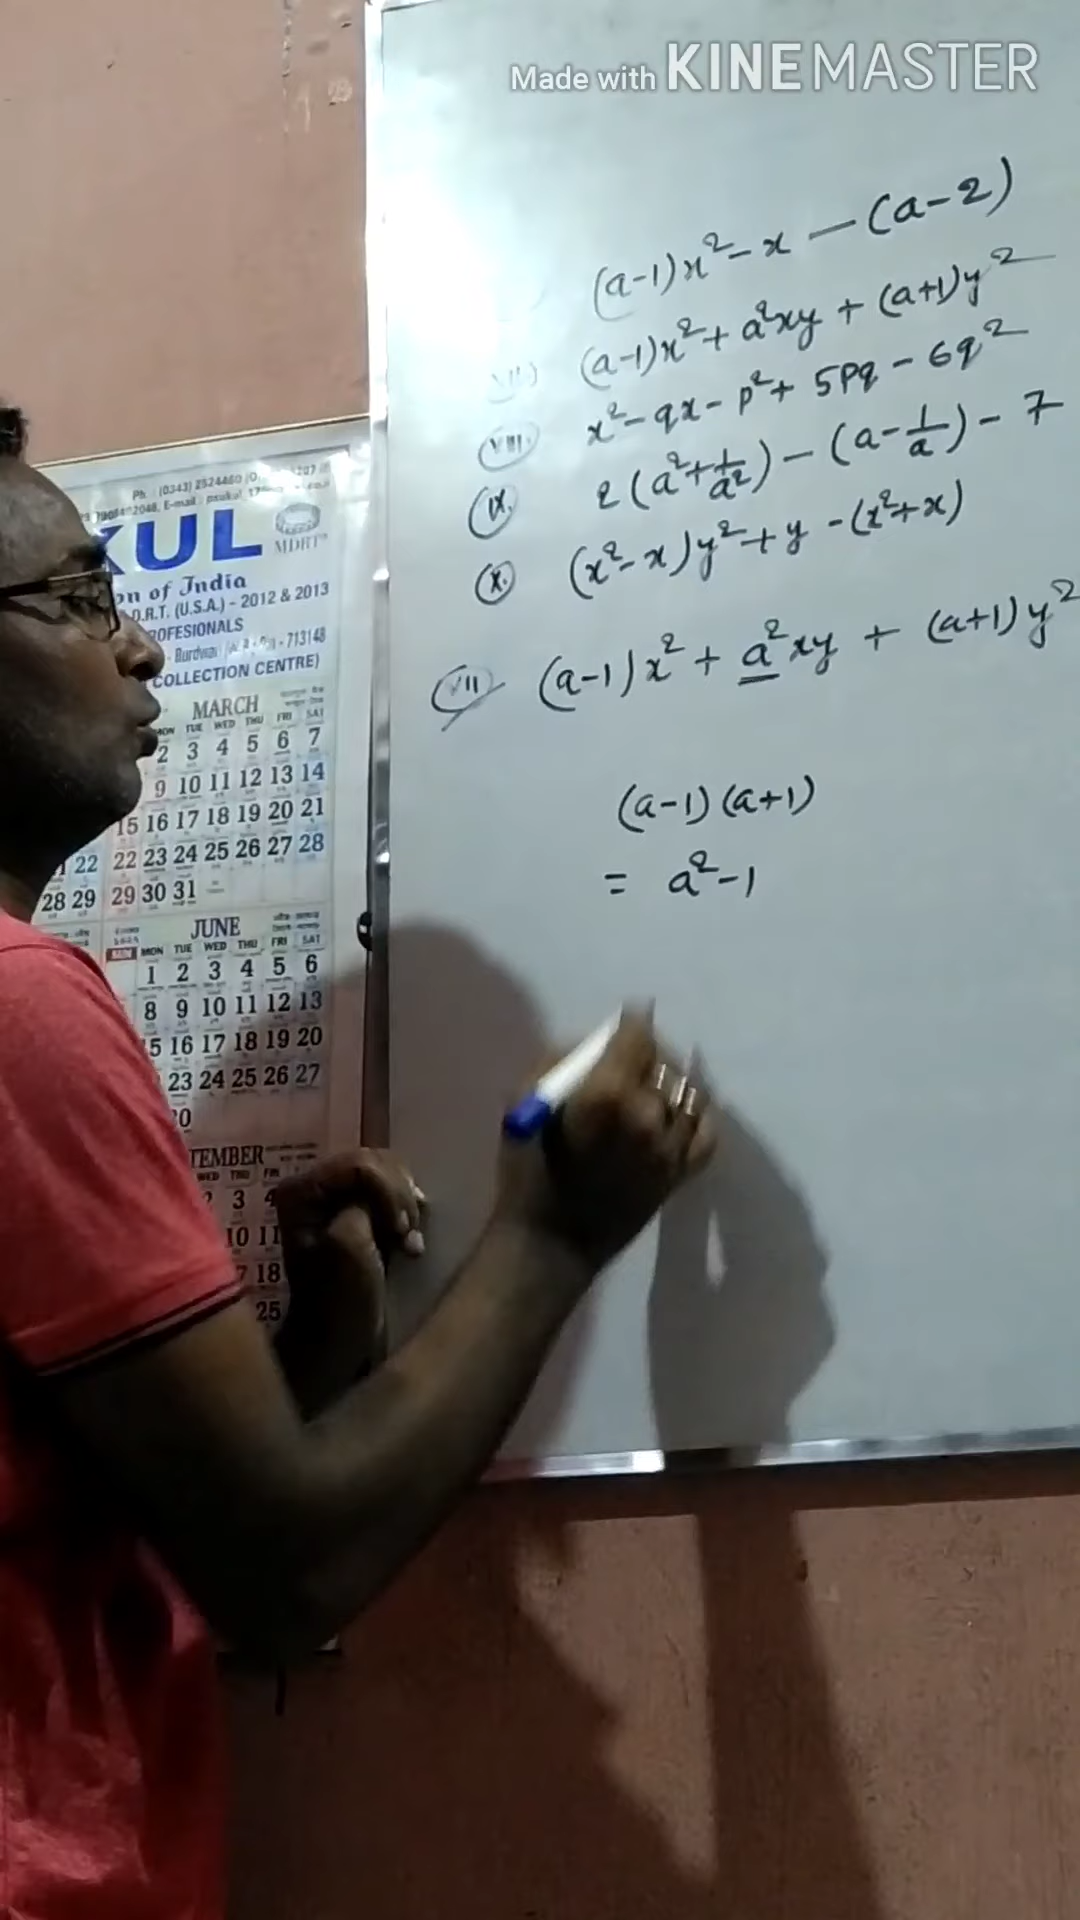 Made with KINEMASTER
(a-1)x²-x-(a-2)
VII) (a-1)x²+a²xy+(a+1)y²
VIII. x²-qx-p²+5pq-6q²
IX. 2(a²+1/a²)-(a-1/a)-7
X. (x²-x)y²+y-(x²+x)
VII (a-1)x²+a²xy+(a+1)y²
(a-1)(a+1)
= a²-1
Ph. : (0343) 2524460
E-mail :
KUL
MDRT
on of India
D.R.T. (U.S.A.) - 2012 & 2013
ROFESIONALS
713148
COLLECTION CENTRE)
MARCH
MON TUE WED THU FRI SAT
2 3 4 5 6 7
9 10 11 12 13 14
15 16 17 18 19 20 21
22 22 23 24 25 26 27 28
28 29 29 30 31
JUNE
SUN MON TUE WED THU FRI SAT
1 2 3 4 5 6
8 9 10 11 12 13
5 16 17 18 19 20
23 24 25 26 27
0
TEMBER
WED THU FRI
3 4
10 11
7 18
25